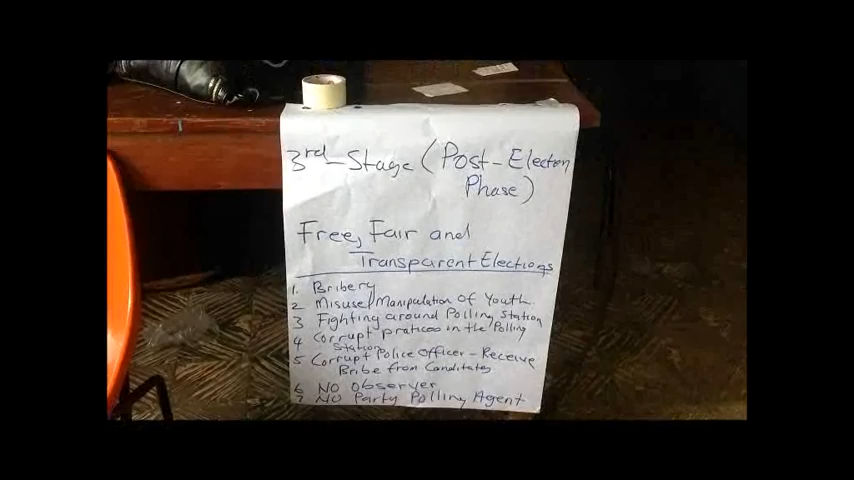 3rd-Stage (Post-Election
Phase)
Free, Fair and
Transparent Elections
1. Bribery
2 Misuse/Manipulation of Youth.
3 Fighting around Polling Station
4 Corrupt pratices in the Polling
Station
5 Corrupt Police Officer - Receive
Bribe from Canditates
6 NO Observer
7 NO Party Polling Agent